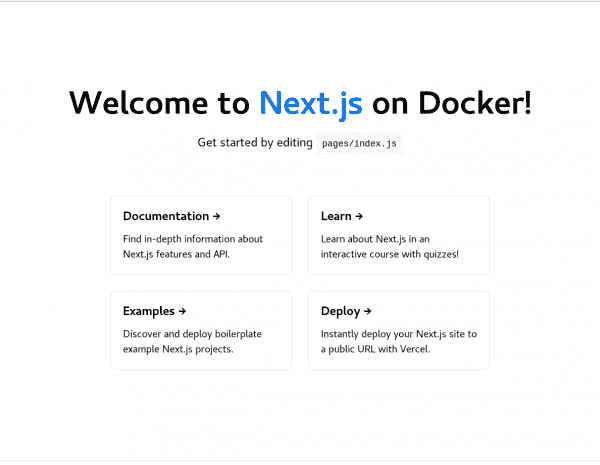 Welcome to Next.js on Docker!
Get started by editing pages/index.js
Documentation →
Find in-depth information about
Next.js features and API.
Learn →
Learn about Next.js in an
interactive course with quizzes!
Examples →
Discover and deploy boilerplate
example Next.js projects.
Deploy →
Instantly deploy your Next.js site to
a public URL with Vercel.